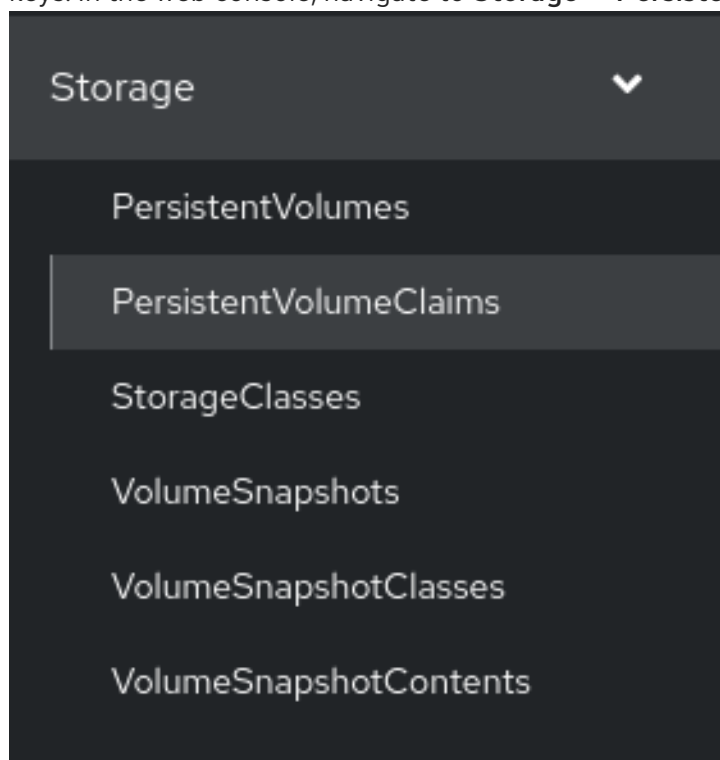 Storage
PersistentVolumes
PersistentVolumeClaims
StorageClasses
VolumeSnapshots
VolumeSnapshotClasses
VolumeSnapshotContents